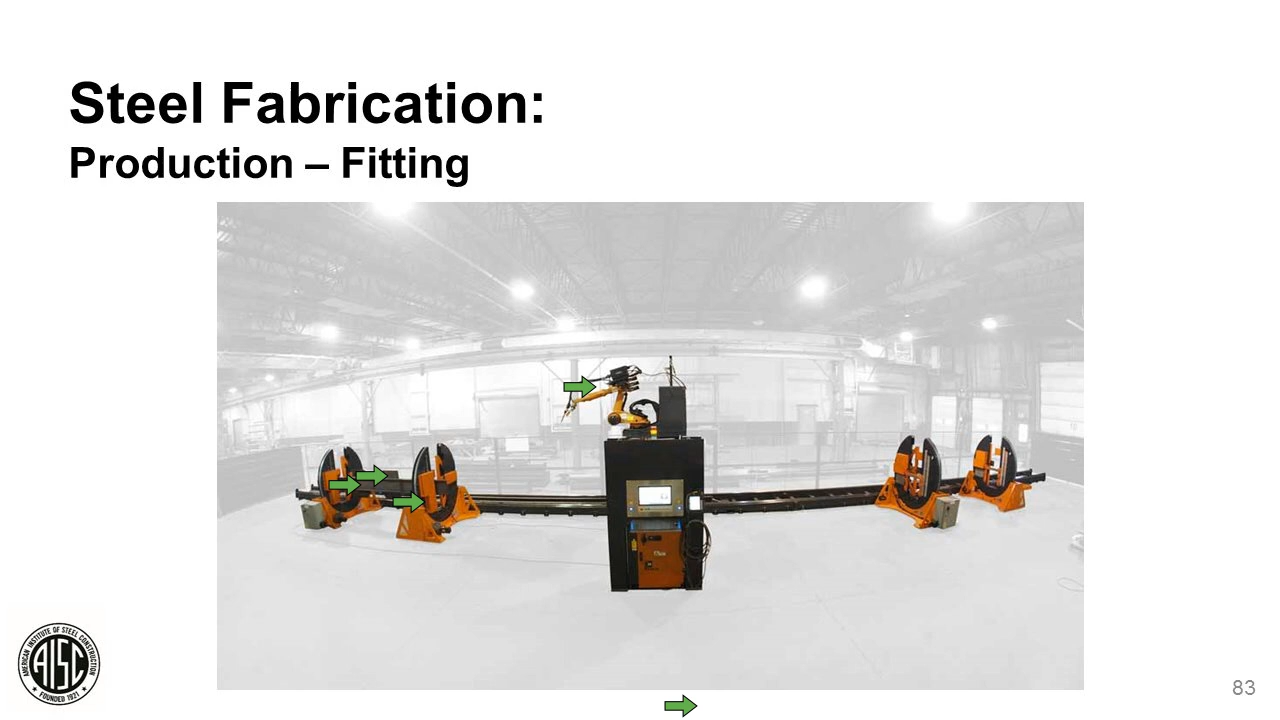 Steel Fabrication:
Production – Fitting
AMERICAN INSTITUTE OF STEEL CONSTRUCTION
AISC
FOUNDED 1921
83